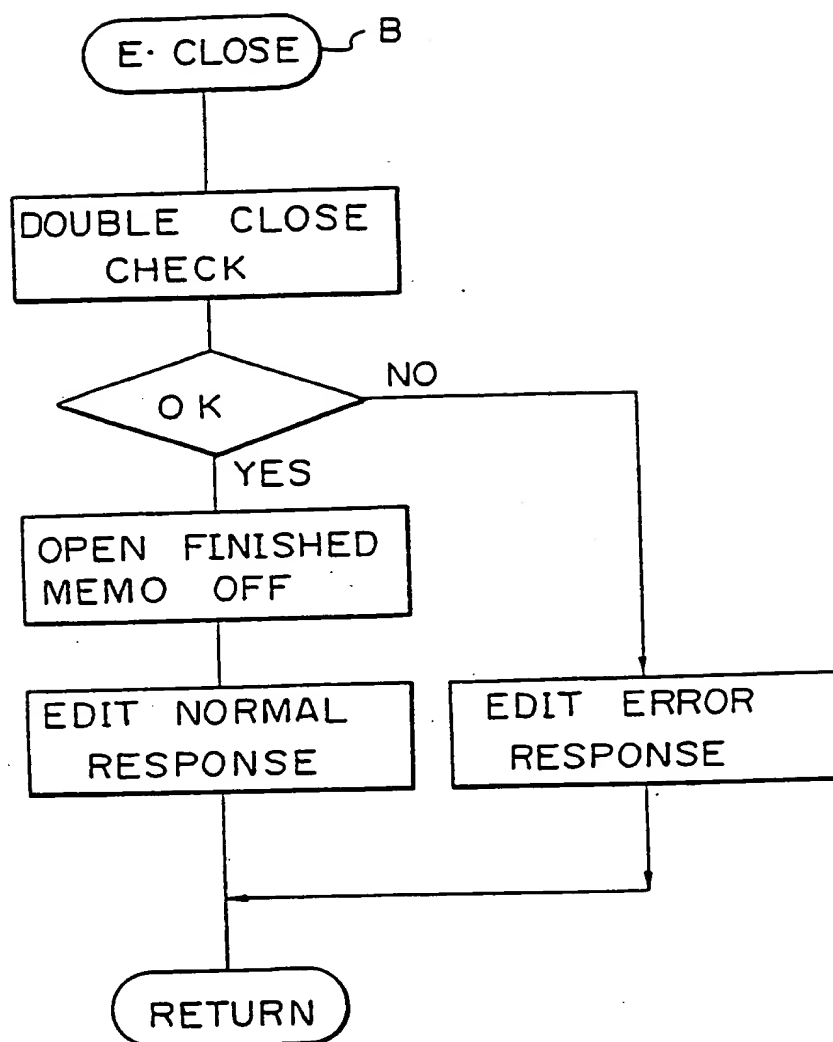 E· CLOSE
B
DOUBLE CLOSE
CHECK
OK
NO
YES
OPEN FINISHED
MEMO OFF
EDIT NORMAL
RESPONSE
EDIT ERROR
RESPONSE
RETURN